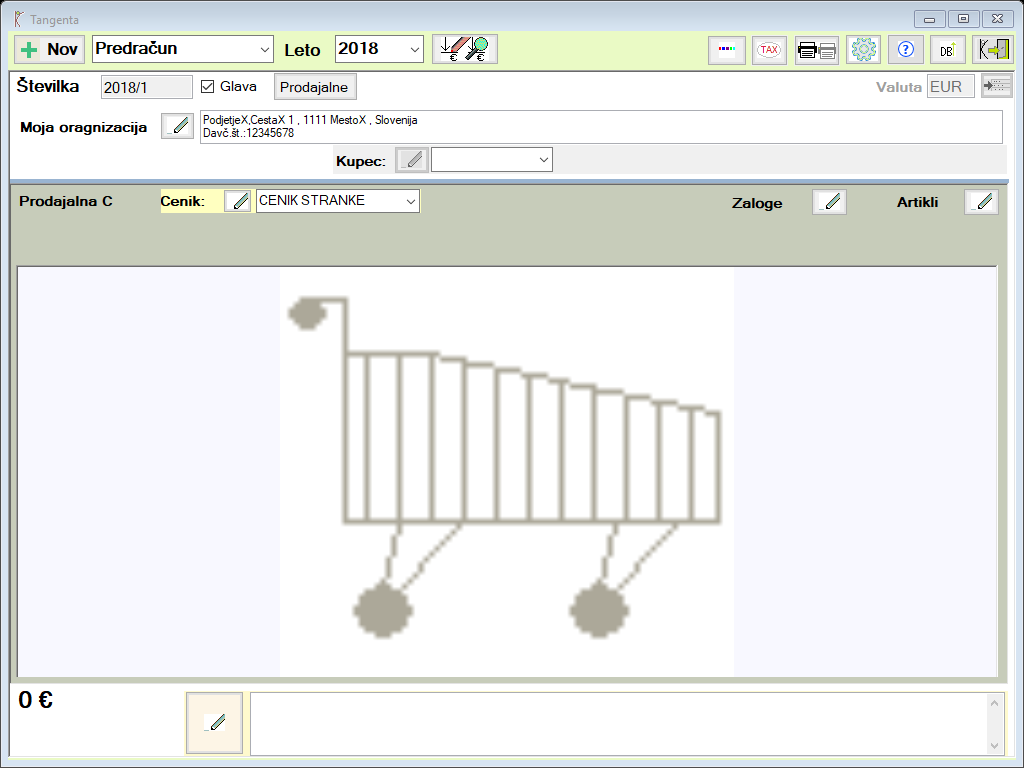 Tangenta
Nov
Predračun
Leto
2018
TAX
DB
Številka
2018/1
Glava
Prodajalne
Valuta
EUR
Moja oragnizacija
PodjetjeX,CestaX 1 , 1111 MestoX , Slovenija
Davč.št.:12345678
Kupec:
Prodajalna C
Cenik:
CENIK STRANKE
Zaloge
Artikli
0 €